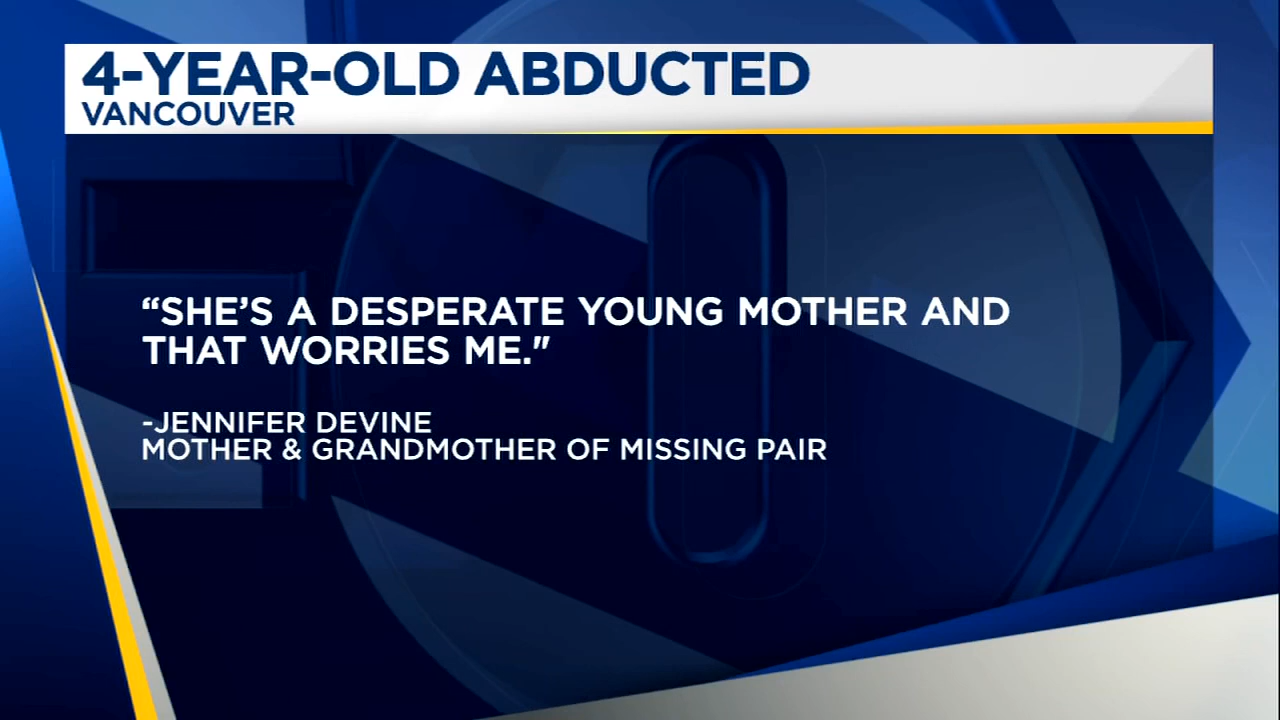 4-YEAR-OLD ABDUCTED
VANCOUVER
“SHE’S A DESPERATE YOUNG MOTHER AND
THAT WORRIES ME."
-JENNIFER DEVINE
MOTHER & GRANDMOTHER OF MISSING PAIR